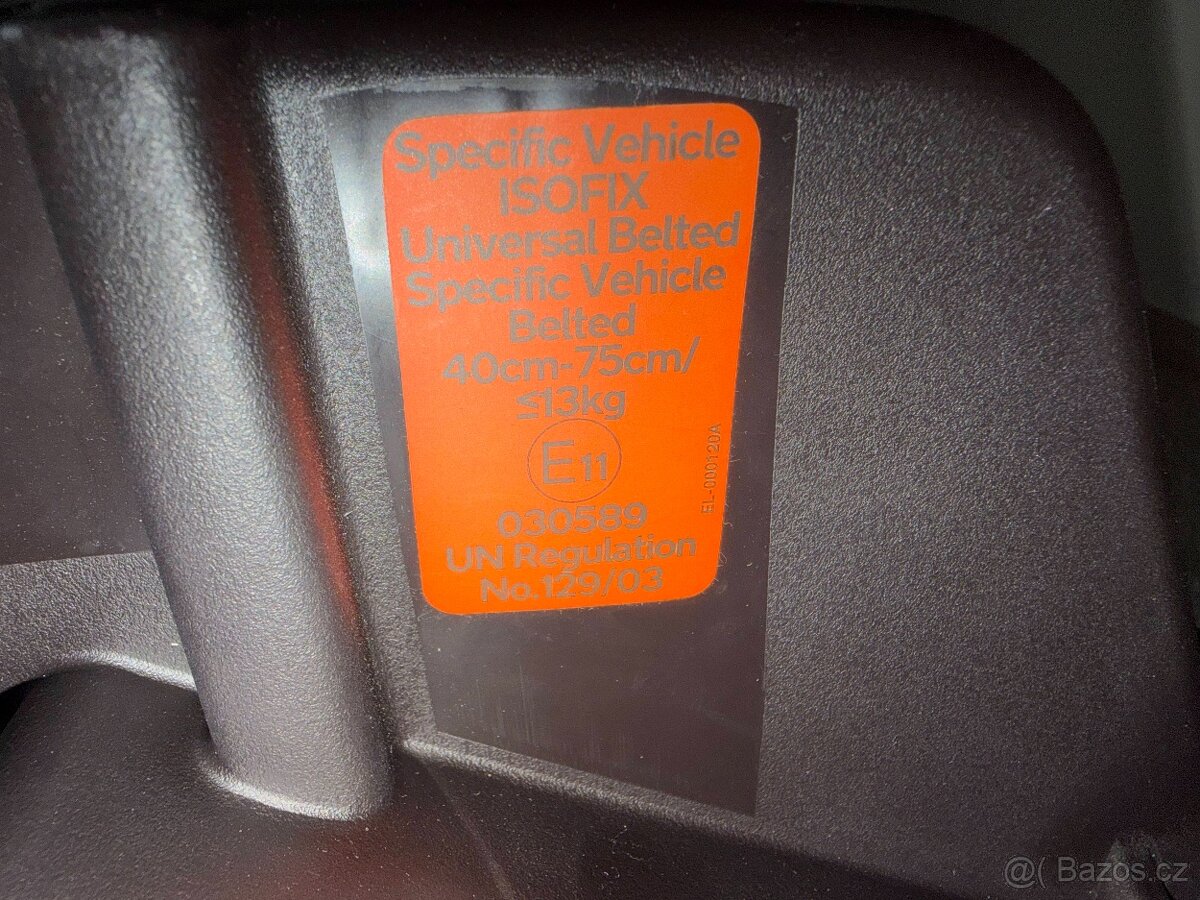 Specific Vehicle
ISOFIX
Universal Belted
Specific Vehicle
Belted
40cm-75cm/
≤13kg
E11
030589
UN Regulation
No.129/03
EL-000120A
@( Bazos.cz